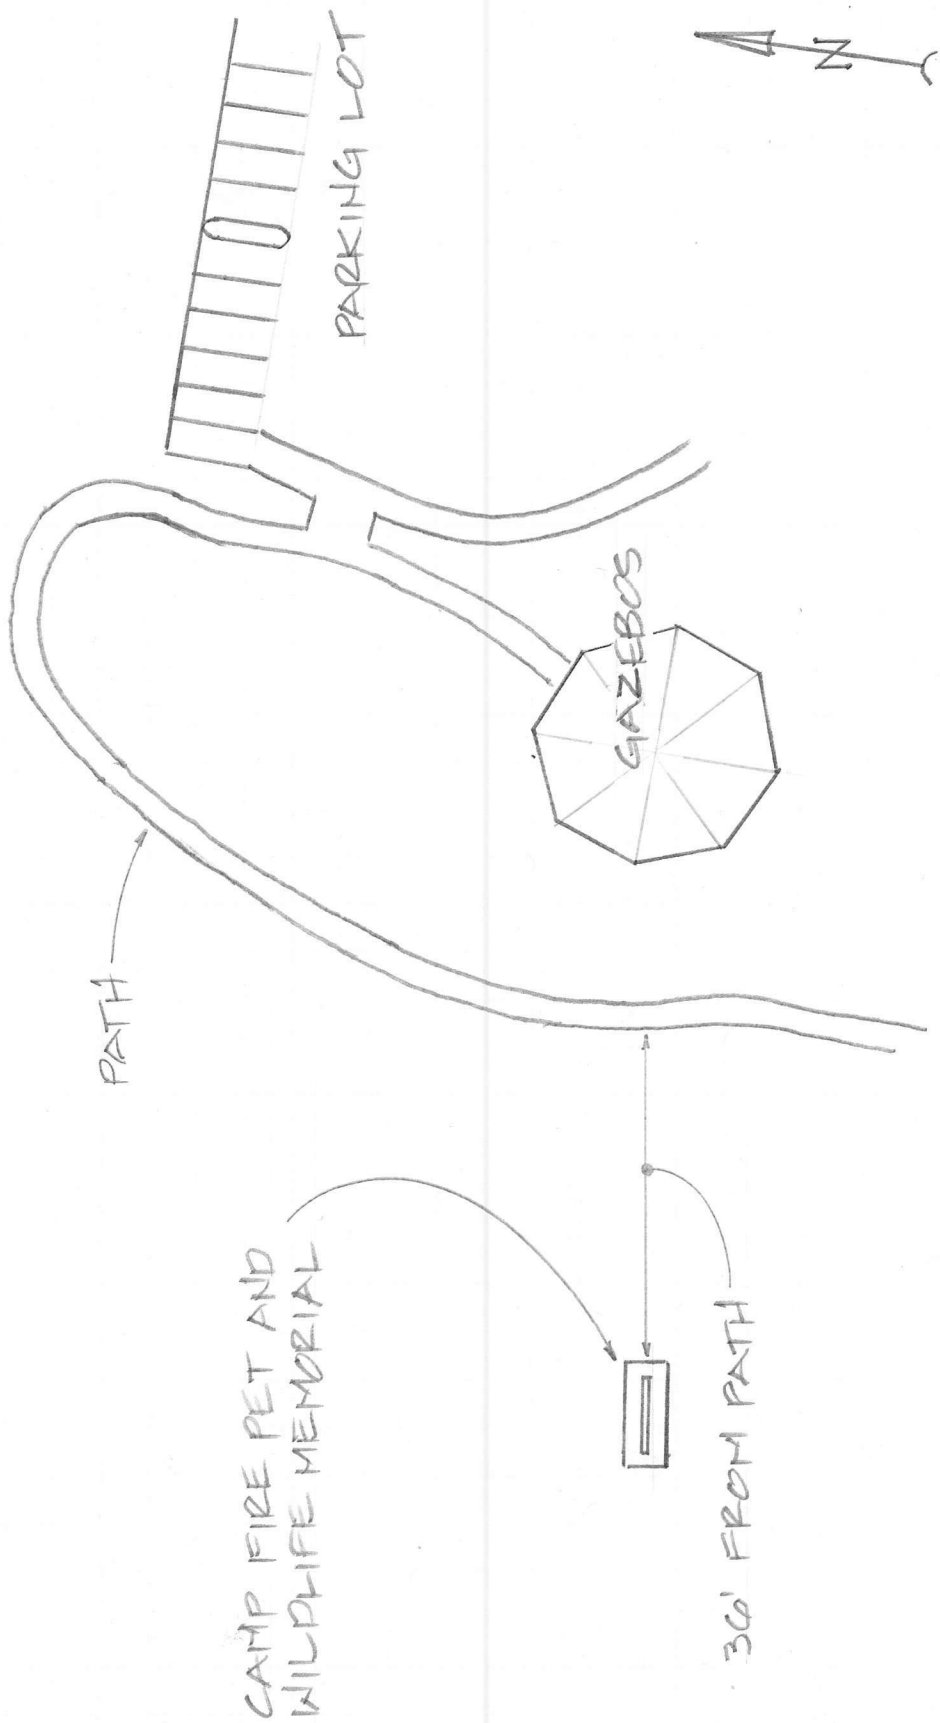 CAMP FIRE PET AND
WILDLIFE MEMORIAL
36' FROM PATH
PATH
GAZEBOS
PARKING LOT
N